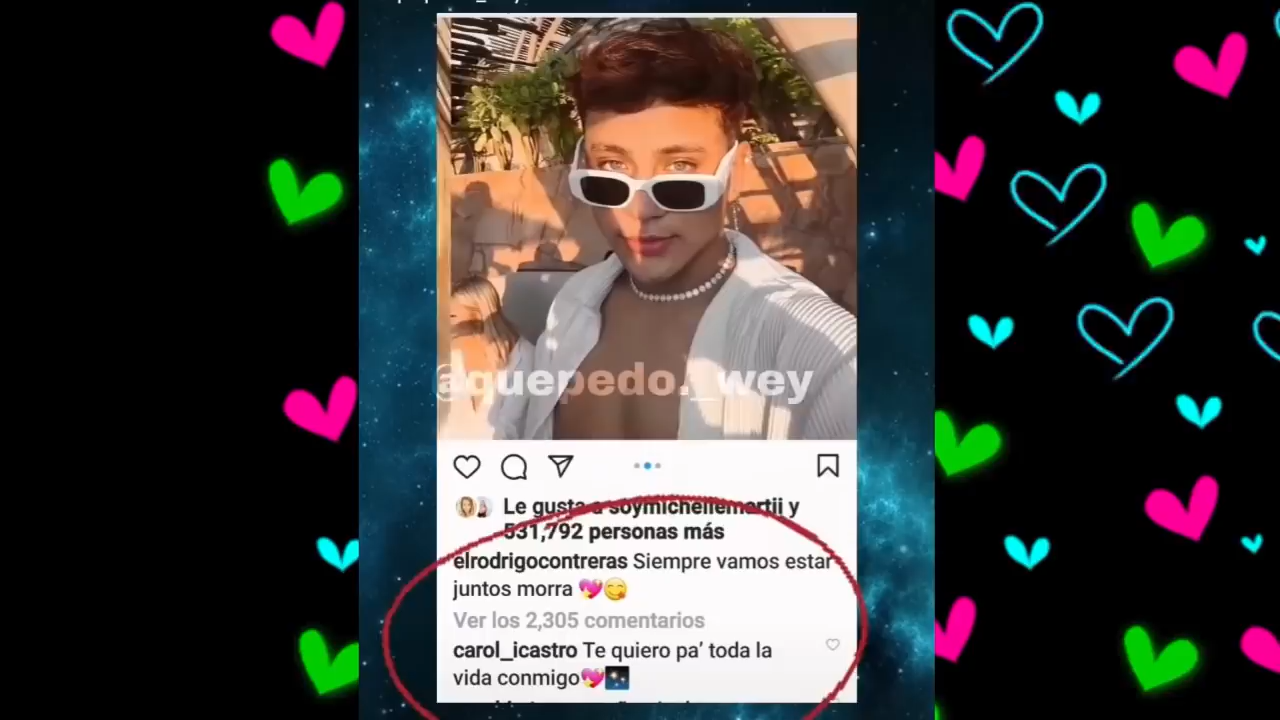 @quepedo._wey
Le gusta a soymichellemartii y
531,792 personas más
elrodrigocontreras Siempre vamos estar
juntos morra 💖😋
Ver los 2,305 comentarios
carol_icastro Te quiero pa’ toda la
vida conmigo💖🌌